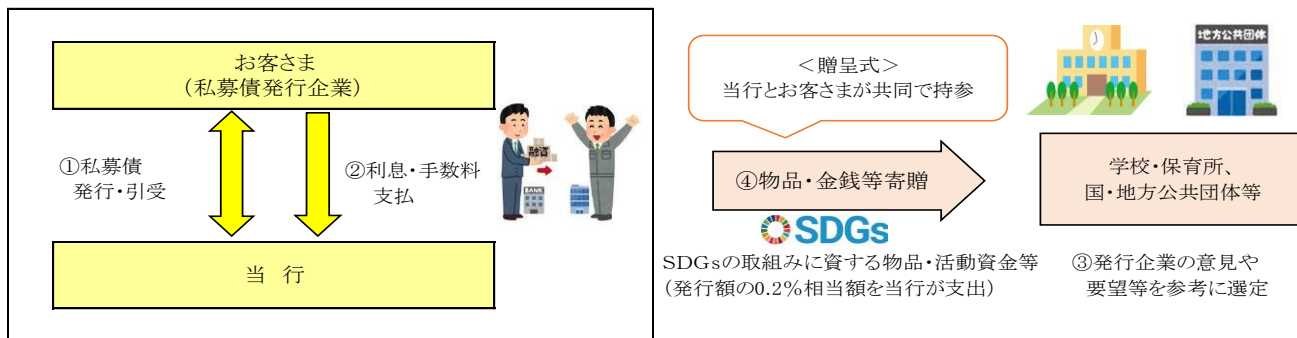 お客さま
(私募債発行企業)
①私募債
発行・引受
②利息・手数料
支払
融資
BANK
当 行
＜贈呈式＞
当行とお客さまが共同で持参
④物品・金銭等寄贈
SDGs
SDGsの取組みに資する物品・活動資金等
(発行額の0.2%相当額を当行が支出)
地方公共団体
学校・保育所、
国・地方公共団体等
③発行企業の意見や
要望等を参考に選定